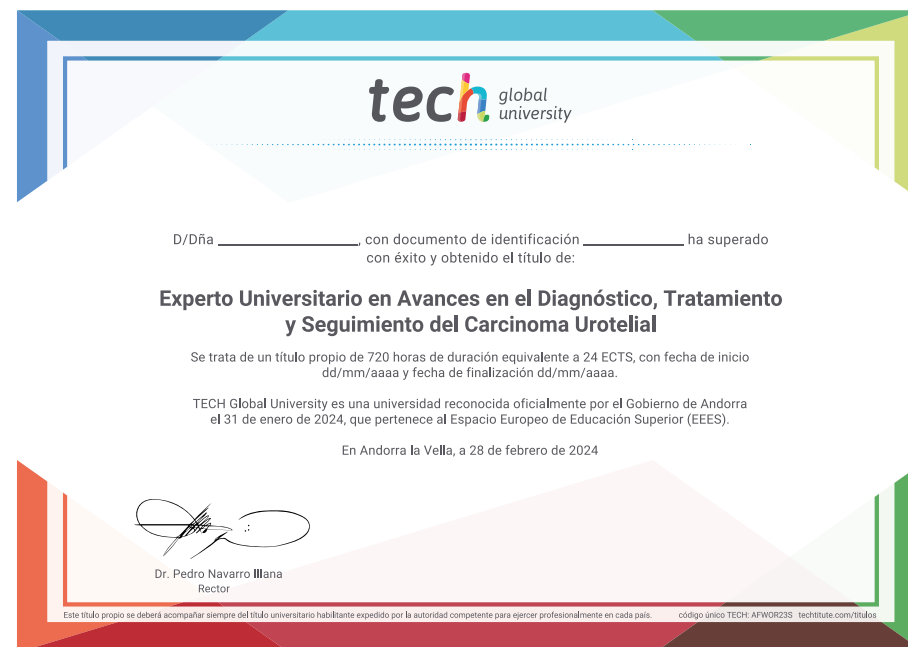 tech global university
D/Dña ____________________, con documento de identificación ______________ ha superado
con éxito y obtenido el título de:
Experto Universitario en Avances en el Diagnóstico, Tratamiento
y Seguimiento del Carcinoma Urotelial
Se trata de un título propio de 720 horas de duración equivalente a 24 ECTS, con fecha de inicio
dd/mm/aaaa y fecha de finalización dd/mm/aaaa.
TECH Global University es una universidad reconocida oficialmente por el Gobierno de Andorra
el 31 de enero de 2024, que pertenece al Espacio Europeo de Educación Superior (EEES).
En Andorra la Vella, a 28 de febrero de 2024
Dr. Pedro Navarro Illana
Rector
Este título propio se deberá acompañar siempre del título universitario habilitante expedido por la autoridad competente para ejercer profesionalmente en cada país. código único TECH: AFWOR23S techtitute.com/titulos